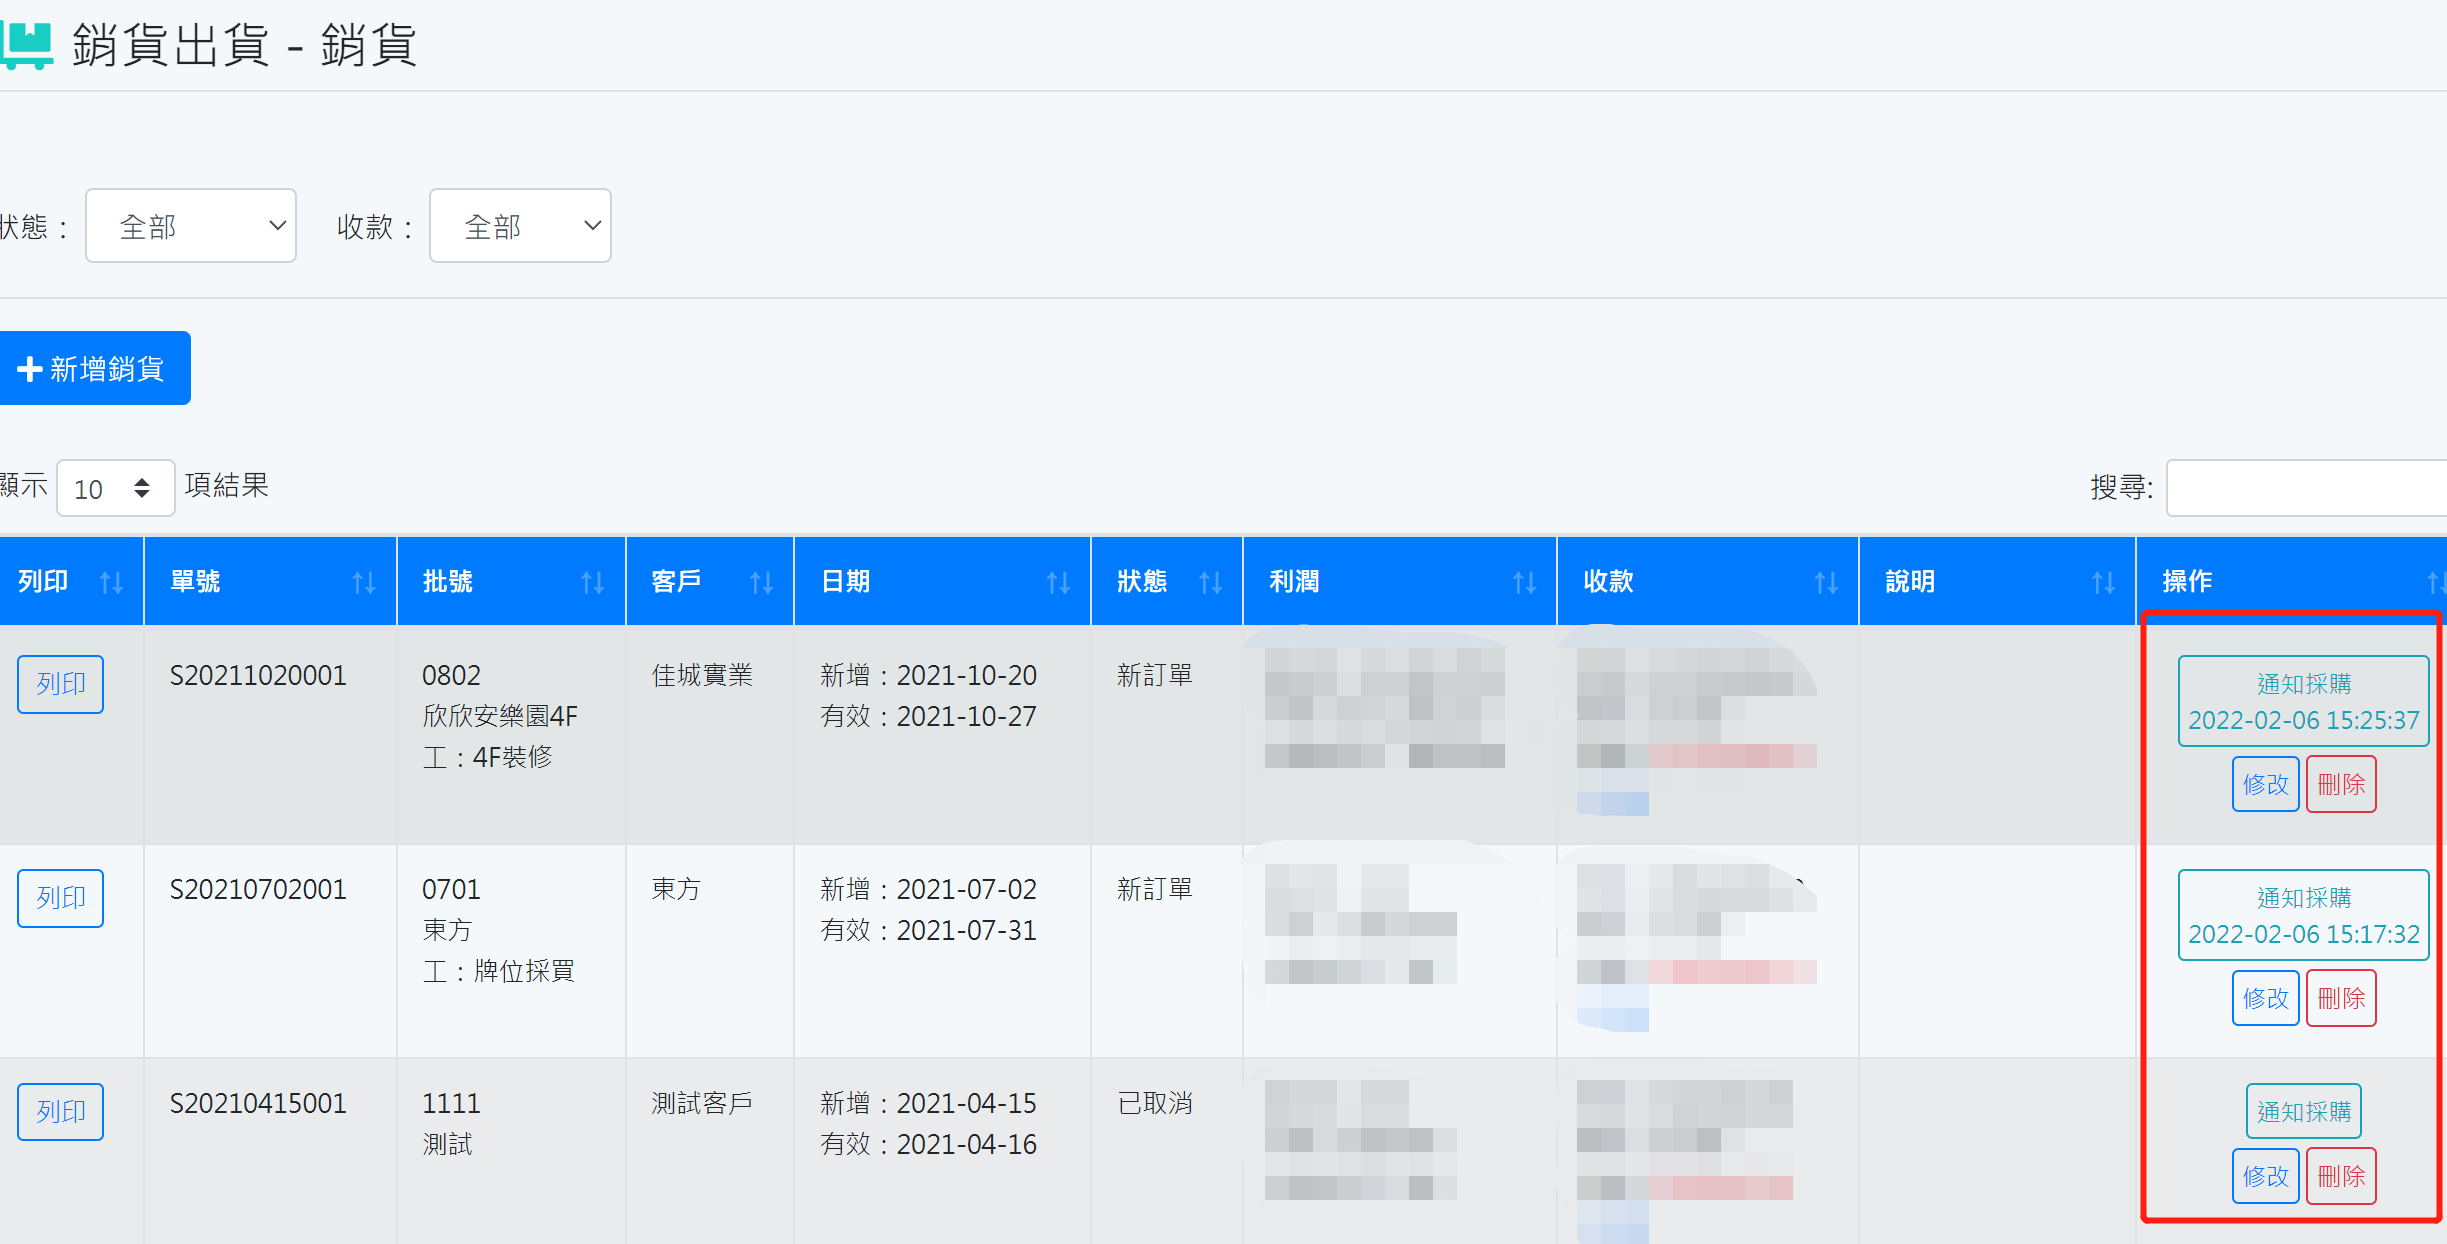 銷貨出貨 - 銷貨
狀態： 全部 收款： 全部
新增銷貨
顯示 10 項結果 搜尋:
列印 單號 批號 客戶 日期 狀態 利潤 收款 說明 操作
列印 S20211020001 0802 佳城實業 新增：2021-10-20 新訂單 通知採購
欣欣安樂園4F 有效：2021-10-27 2022-02-06 15:25:37
工：4F裝修 修改 刪除
列印 S20210702001 0701 東方 新增：2021-07-02 新訂單 通知採購
東方 有效：2021-07-31 2022-02-06 15:17:32
工：牌位採買 修改 刪除
列印 S20210415001 1111 測試客戶 新增：2021-04-15 已取消 通知採購
測試 有效：2021-04-16
修改 刪除